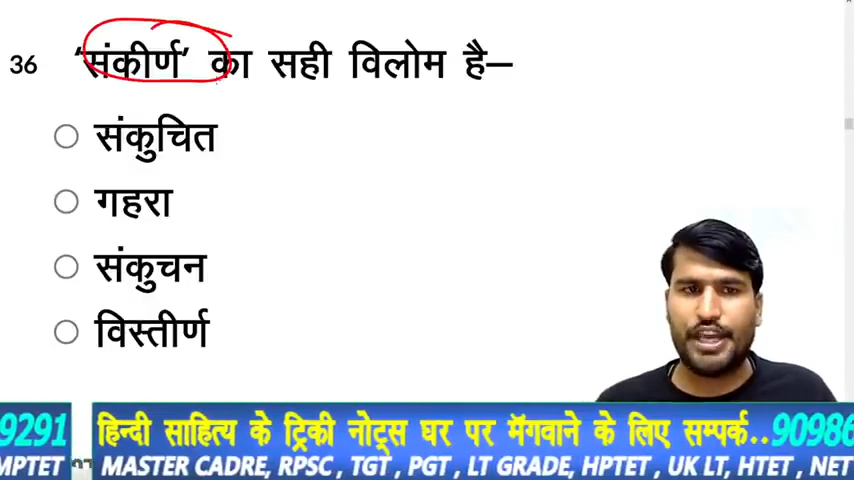 36 'संकीर्ण' का सही विलोम है–
संकुचित
गहरा
संकुचन
विस्तीर्ण
9291 हिन्दी साहित्य के ट्रिकी नोट्स घर पर मॅगवाने के लिए सम्पर्क..90986
MPTET MASTER CADRE, RPSC , TGT , PGT , LT GRADE, HPTET , UK LT, HTET , NET